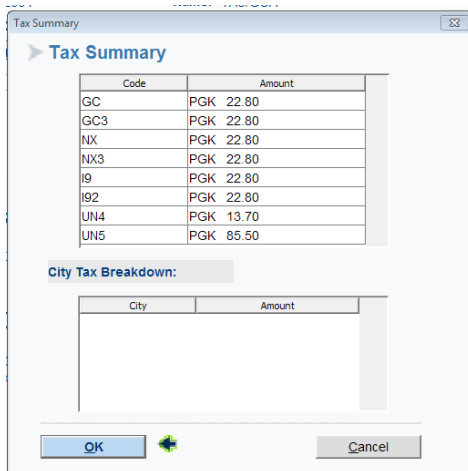 Tax Summary
Tax Summary
Code Amount
GC PGK 22.80
GC3 PGK 22.80
NX PGK 22.80
NX3 PGK 22.80
I9 PGK 22.80
I92 PGK 22.80
UN4 PGK 13.70
UN5 PGK 85.50
City Tax Breakdown:
City Amount
OK Cancel